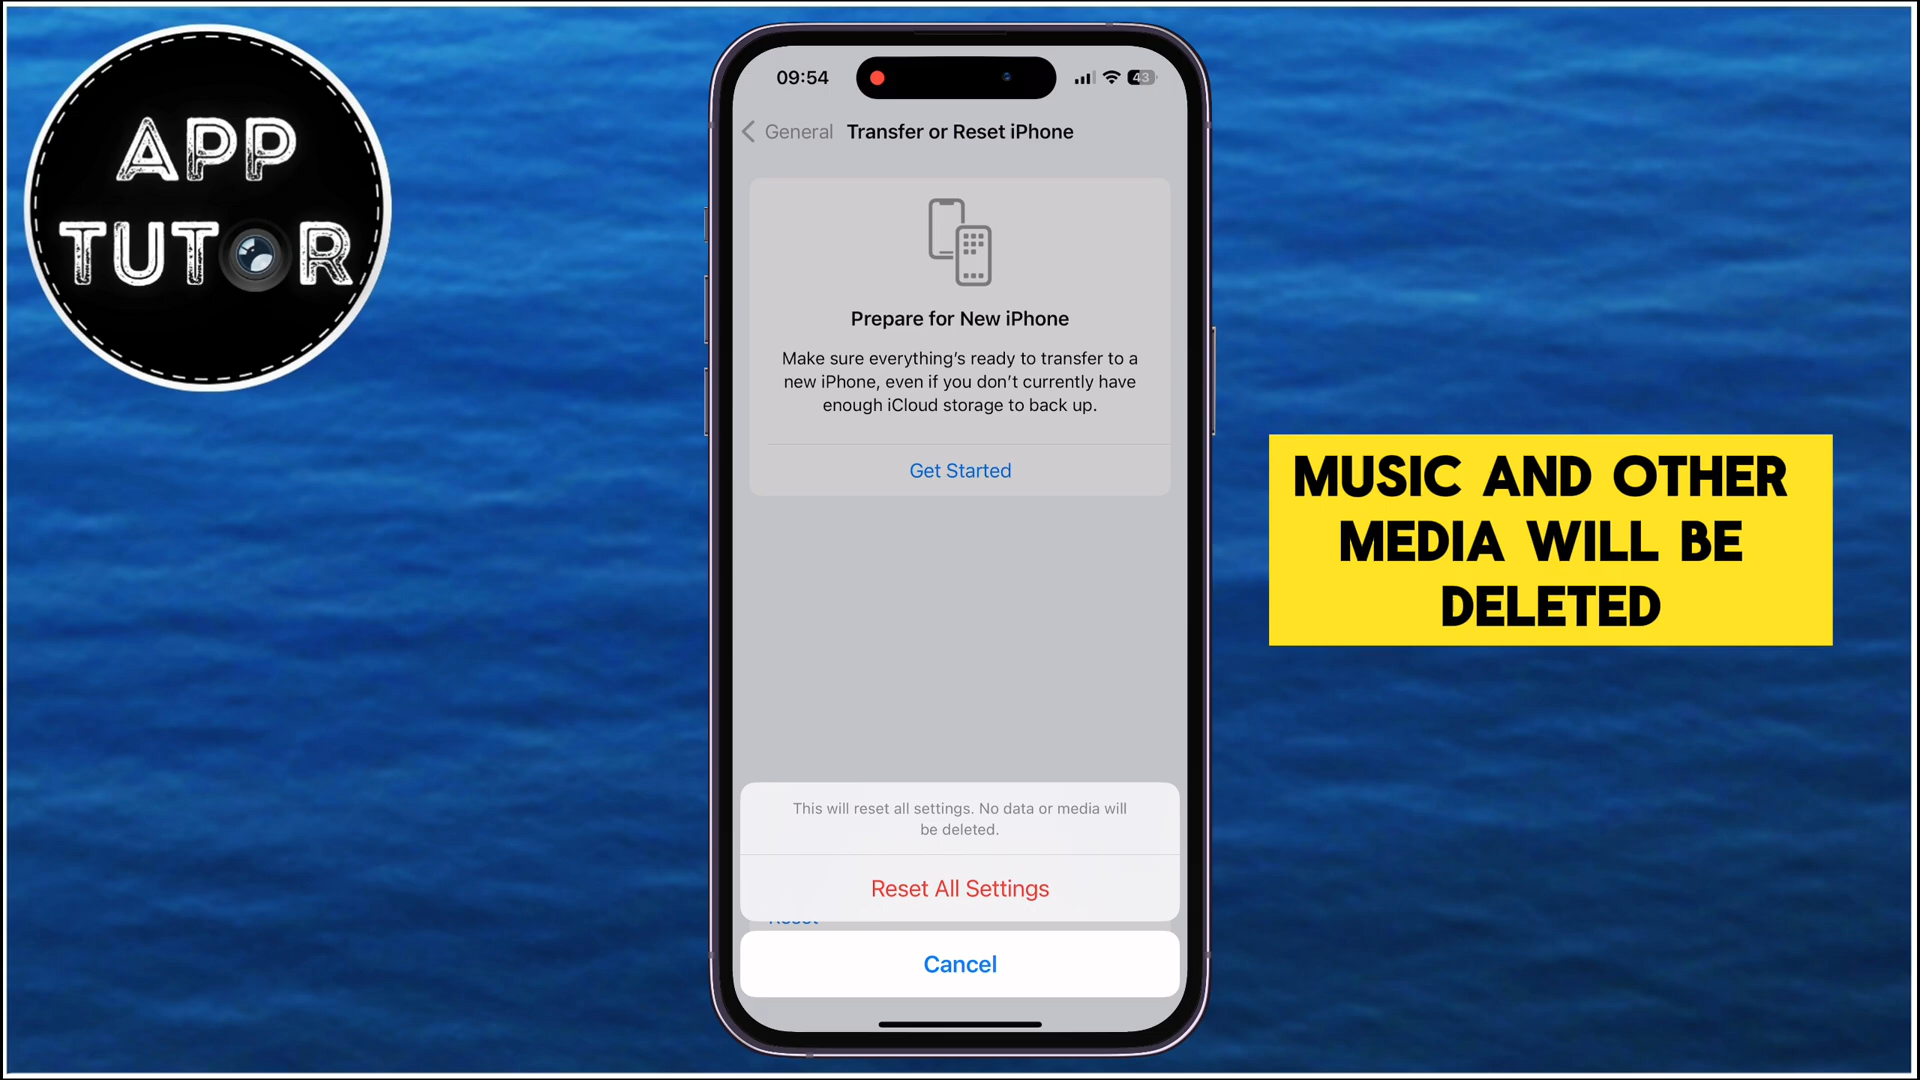 APP
TUTOR
09:54
43
General
Transfer or Reset iPhone
Prepare for New iPhone
Make sure everything's ready to transfer to a
new iPhone, even if you don't currently have
enough iCloud storage to back up.
Get Started
MUSIC AND OTHER
MEDIA WILL BE
DELETED
This will reset all settings. No data or media will
be deleted.
Reset All Settings
Reset
Cancel